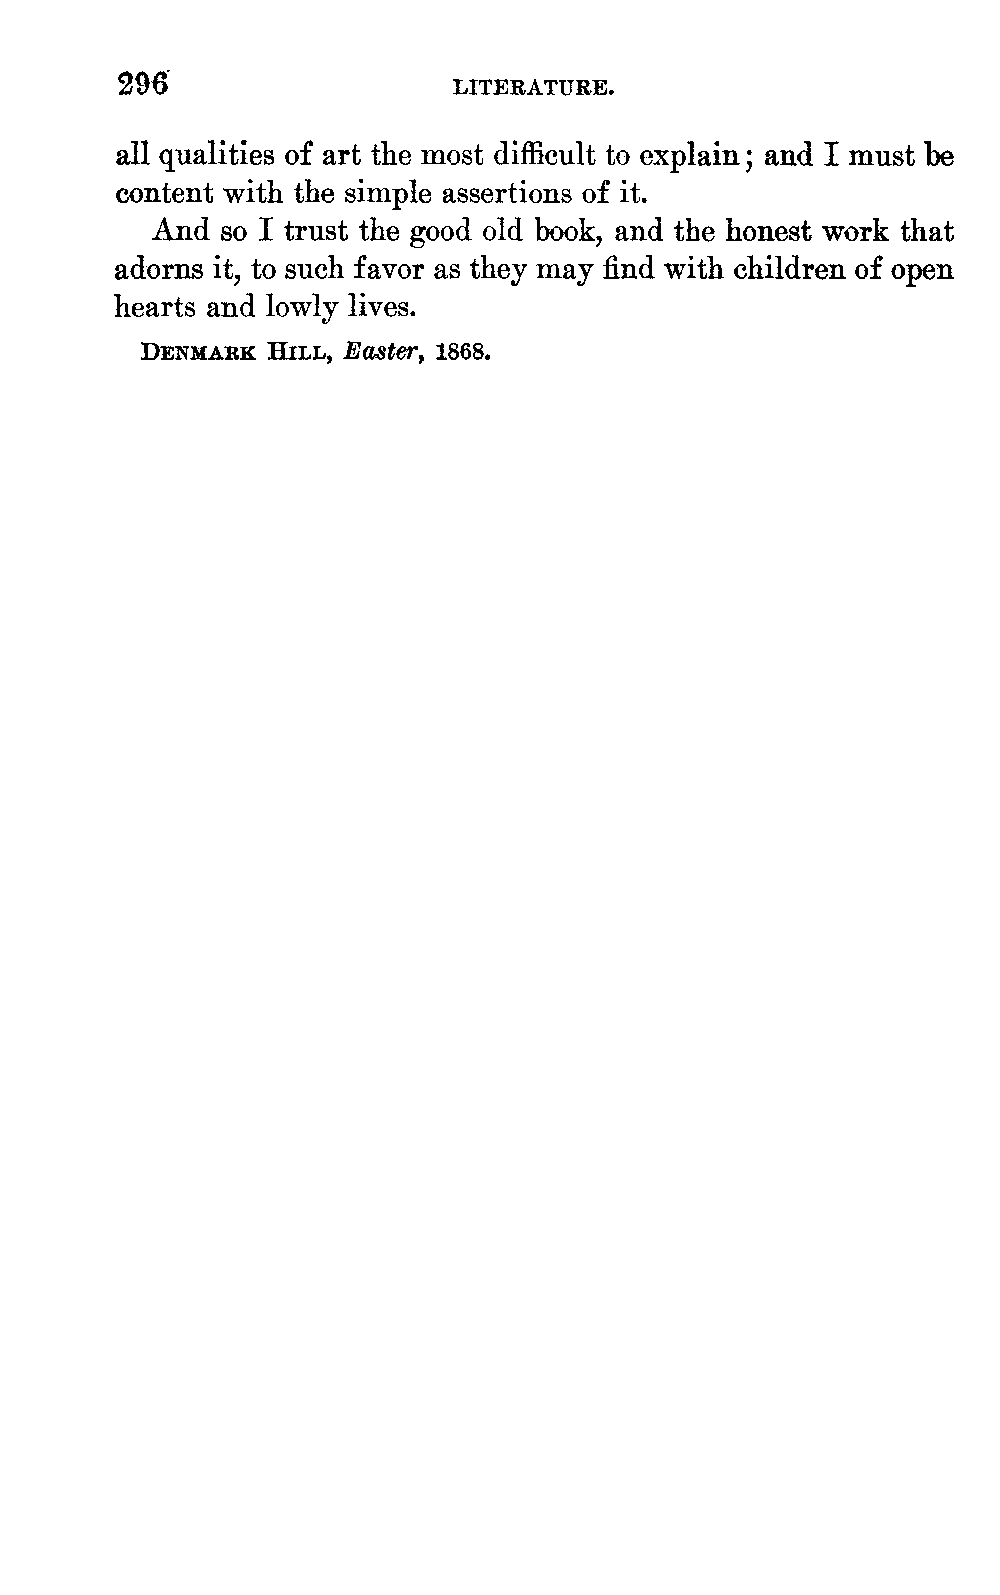 296 LITERATURE.
all qualities of art the most difficult to explain; and I must be
content with the simple assertions of it.
And so I trust the good old book, and the honest work that
adorns it, to such favor as they may find with children of open
hearts and lowly lives.
DENMARK HILL, Easter, 1868.